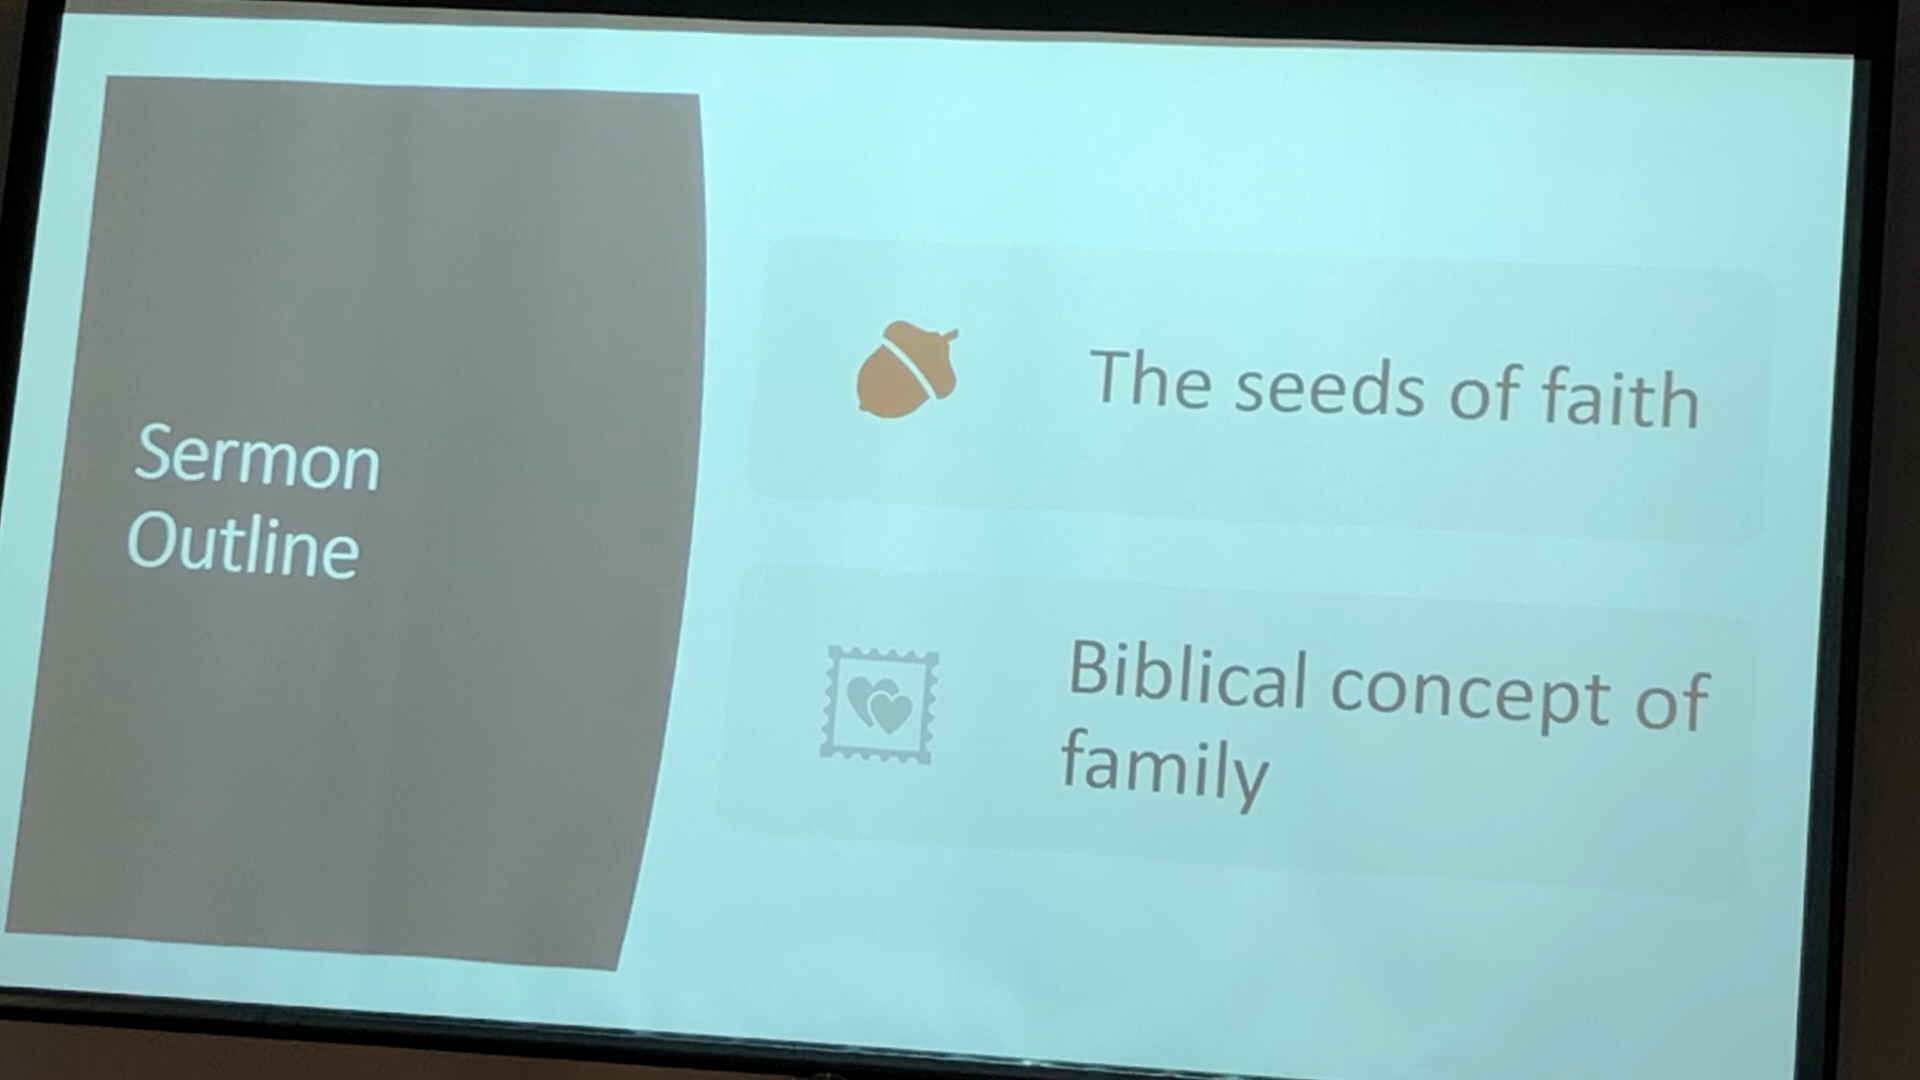 Sermon
Outline
The seeds of faith
Biblical concept of
family